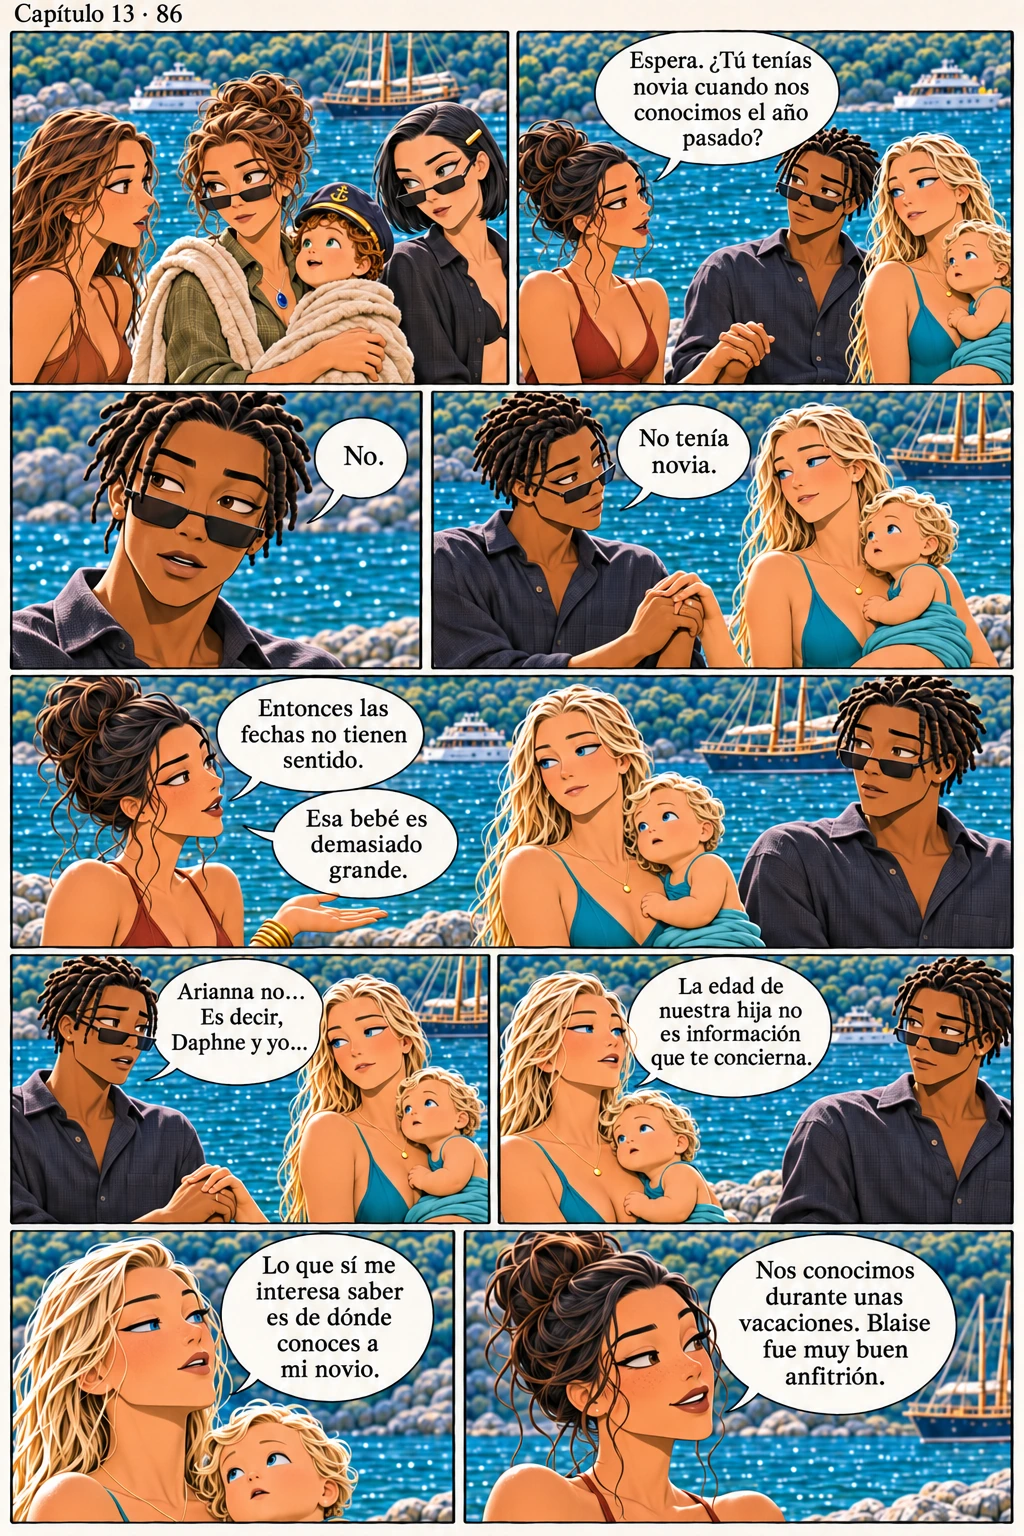 Capítulo 13 · 86
Espera. ¿Tú tenías
novia cuando nos
conocimos el año
pasado?
No.
No tenía
novia.
Entonces las
fechas no tienen
sentido.
Esa bebé es
demasiado
grande.
Arianna no...
Es decir,
Daphne y yo...
La edad de
nuestra hija no
es información
que te concierna.
Lo que sí me
interesa saber
es de dónde
conoces a
mi novio.
Nos conocimos
durante unas
vacaciones. Blaise
fue muy buen
anfitrión.